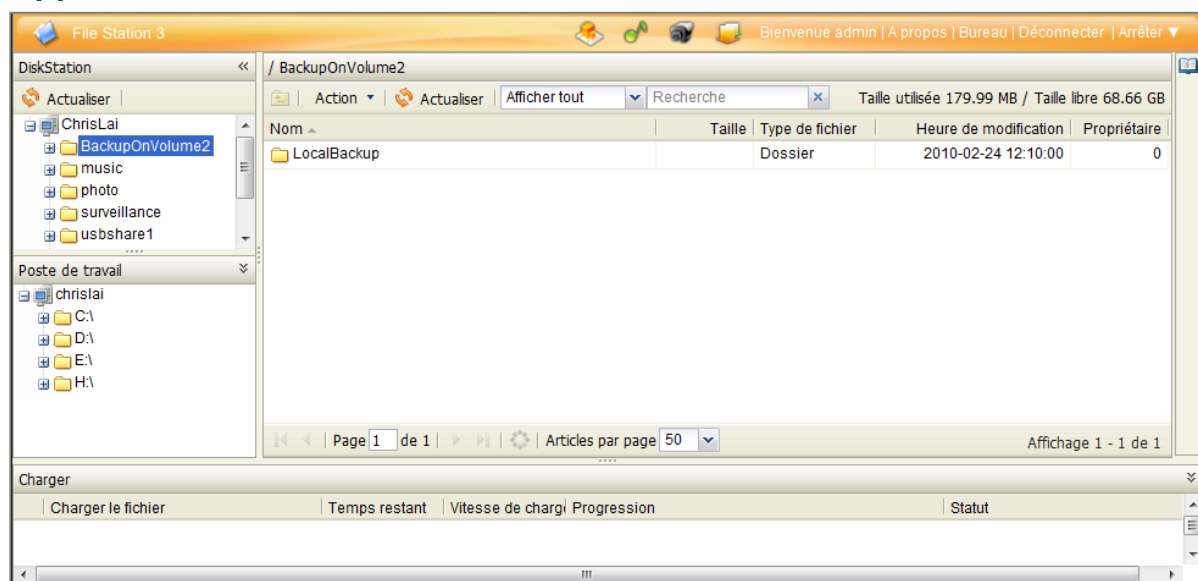 File Station 3
Bienvenue admin | A propos | Bureau | Déconnecter | Arrêter
DiskStation
/ BackupOnVolume2
Actualiser
Action
Actualiser
Afficher tout
Recherche
Taille utilisée 179.99 MB / Taille libre 68.66 GB
ChrisLai
BackupOnVolume2
music
photo
surveillance
usbshare1
Nom
Taille
Type de fichier
Heure de modification
Propriétaire
LocalBackup
Dossier
2010-02-24 12:10:00
0
Poste de travail
chrislai
C:\
D:\
E:\
H:\
Page 1 de 1
Articles par page 50
Affichage 1 - 1 de 1
Charger
Charger le fichier
Temps restant
Vitesse de charg
Progression
Statut